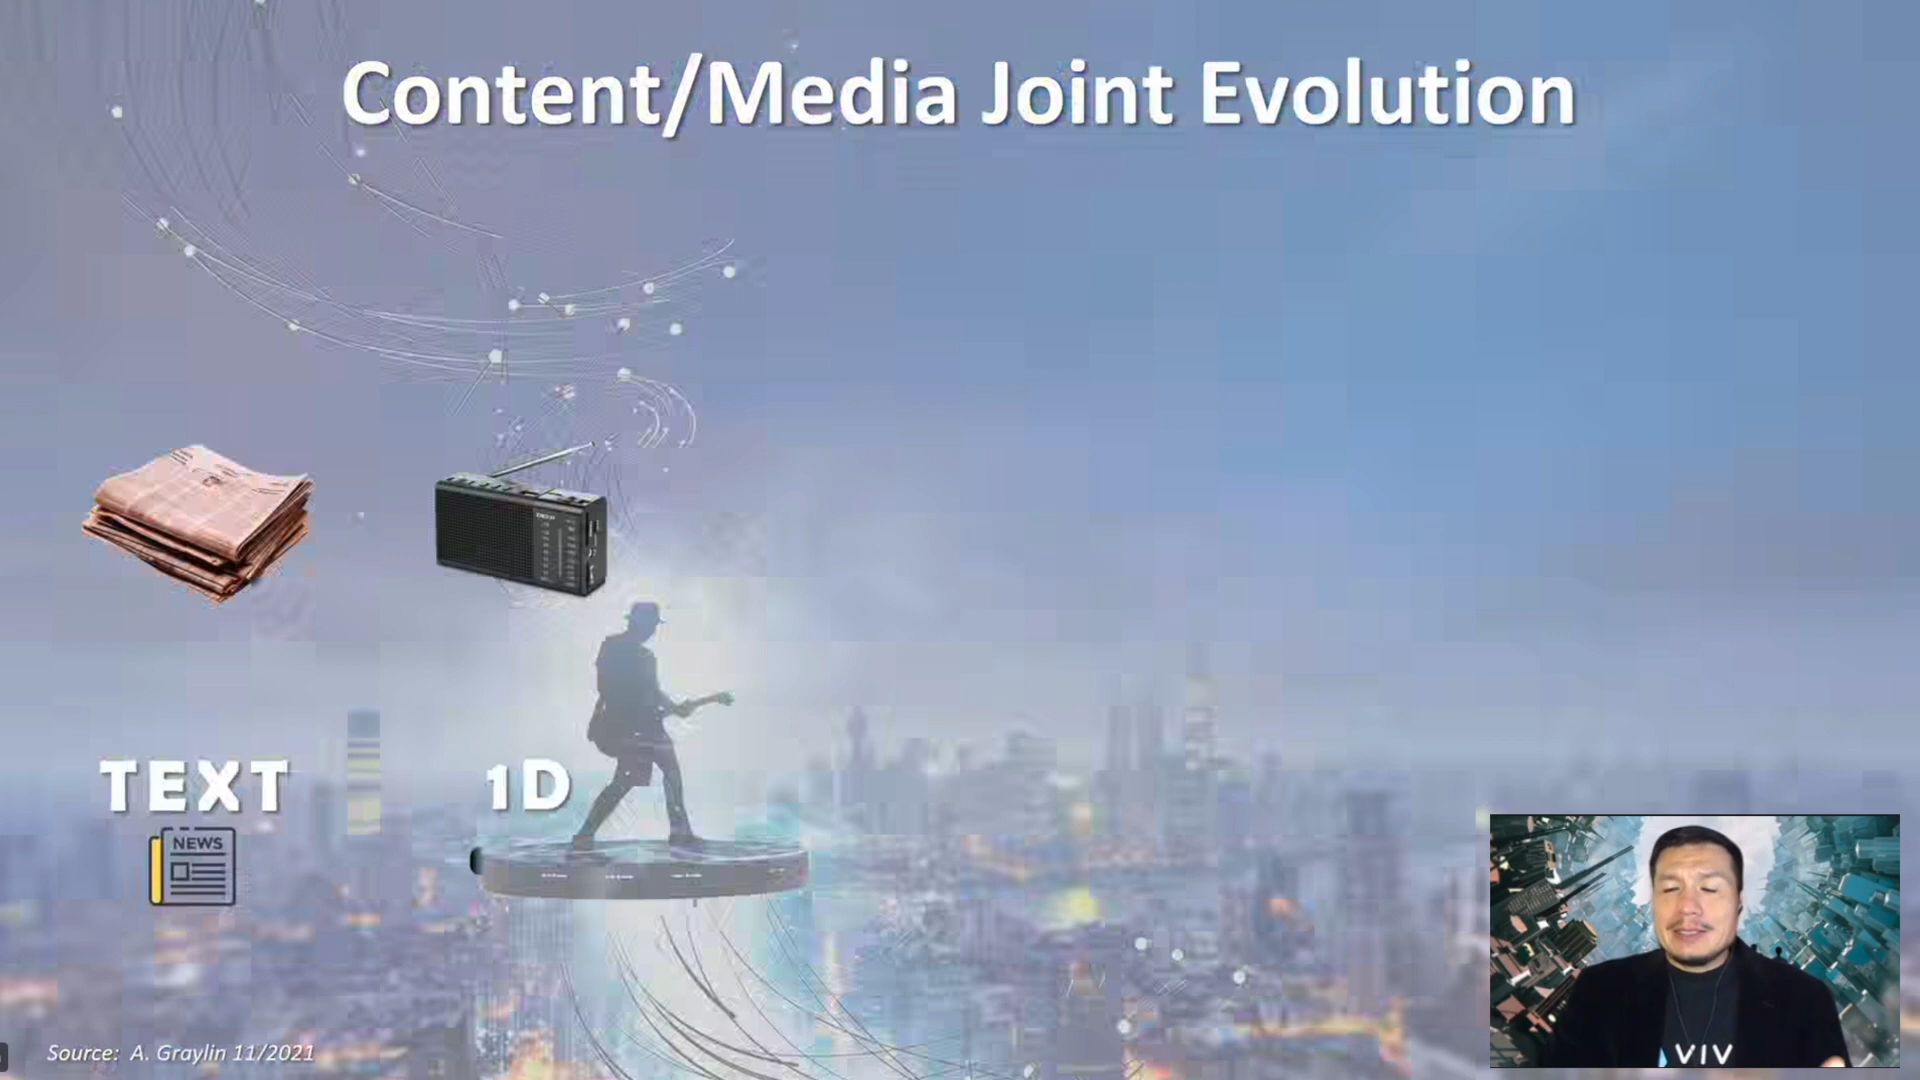 Content/Media Joint Evolution
TEXT
1D
NEWS
Source: A. Graylin 11/2021
VIV